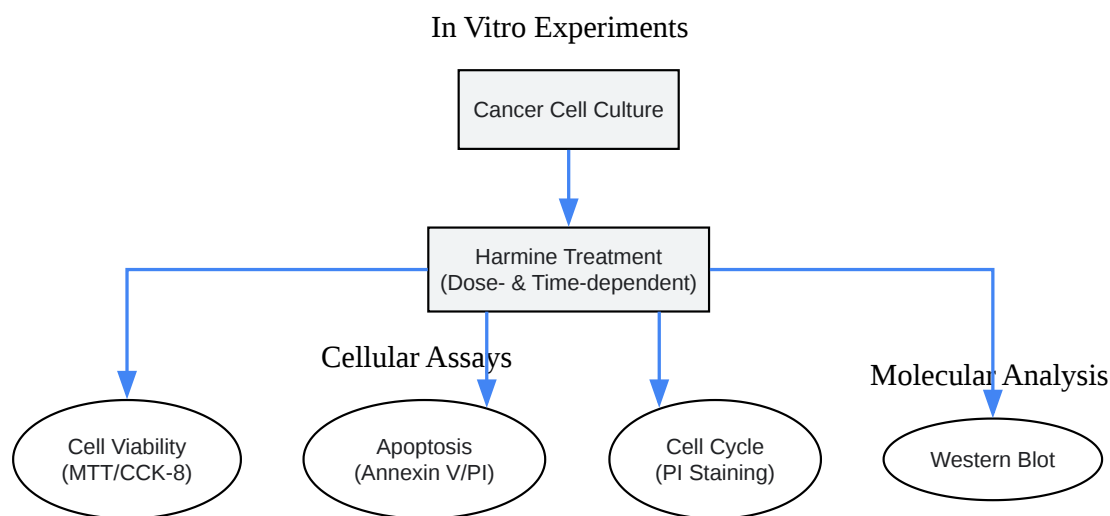 In Vitro Experiments
Cancer Cell Culture
Harmine Treatment
(Dose- & Time-dependent)
Cellular Assays
Molecular Analysis
Cell Viability
(MTT/CCK-8)
Apoptosis
(Annexin V/PI)
Cell Cycle
(PI Staining)
Western Blot